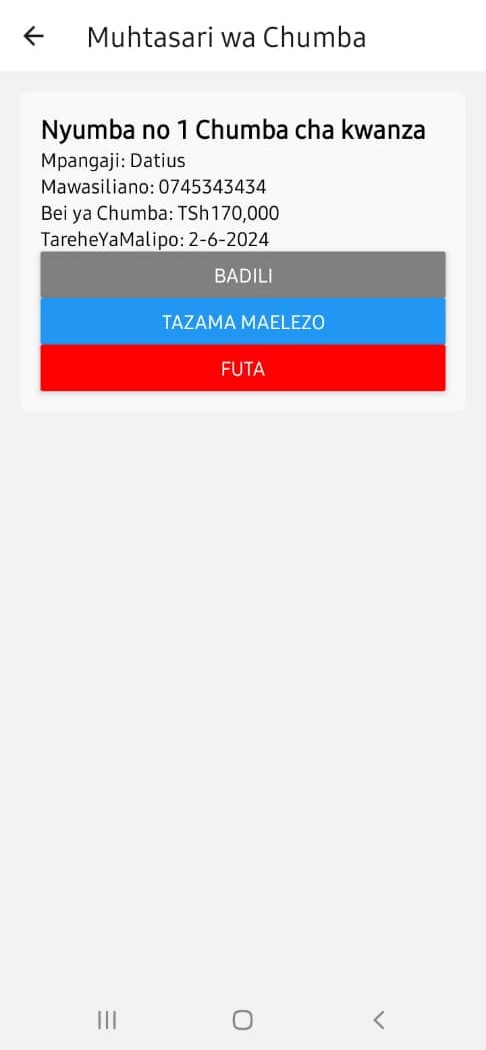 Muhtasari wa Chumba
Nyumba no 1 Chumba cha kwanza
Mpangaji: Datius
Mawasiliano: 0745343434
Bei ya Chumba: TSh170,000
TareheYaMalipo: 2-6-2024
BADILI
TAZAMA MAELEZO
FUTA